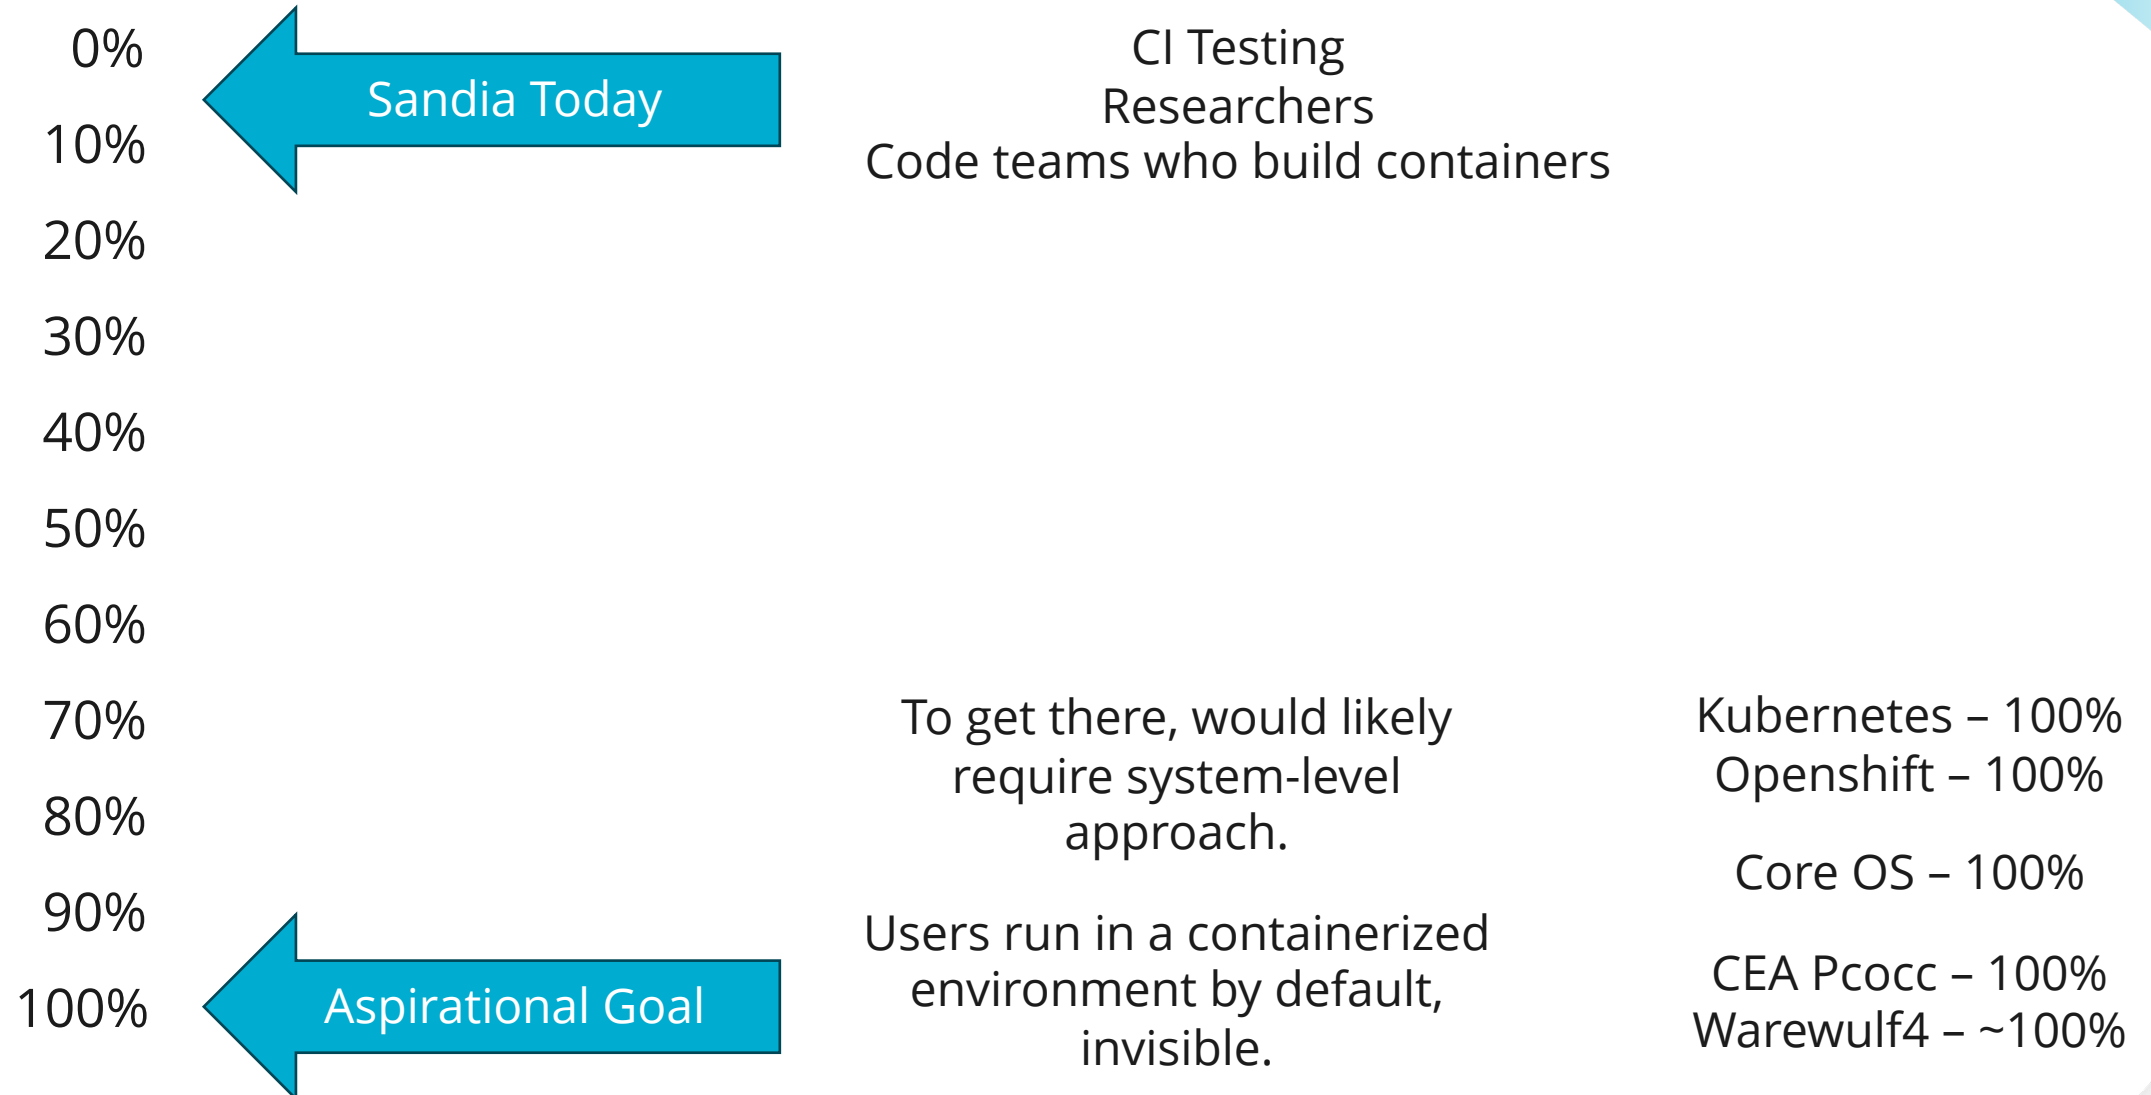 0%
10%
20%
30%
40%
50%
60%
70%
80%
90%
100%
Sandia Today
CI Testing
Researchers
Code teams who build containers
To get there, would likely
require system-level
approach.
Kubernetes – 100%
Openshift – 100%
Core OS – 100%
Aspirational Goal
Users run in a containerized
environment by default,
invisible.
CEA Pcocc – 100%
Warewulf4 – ~100%